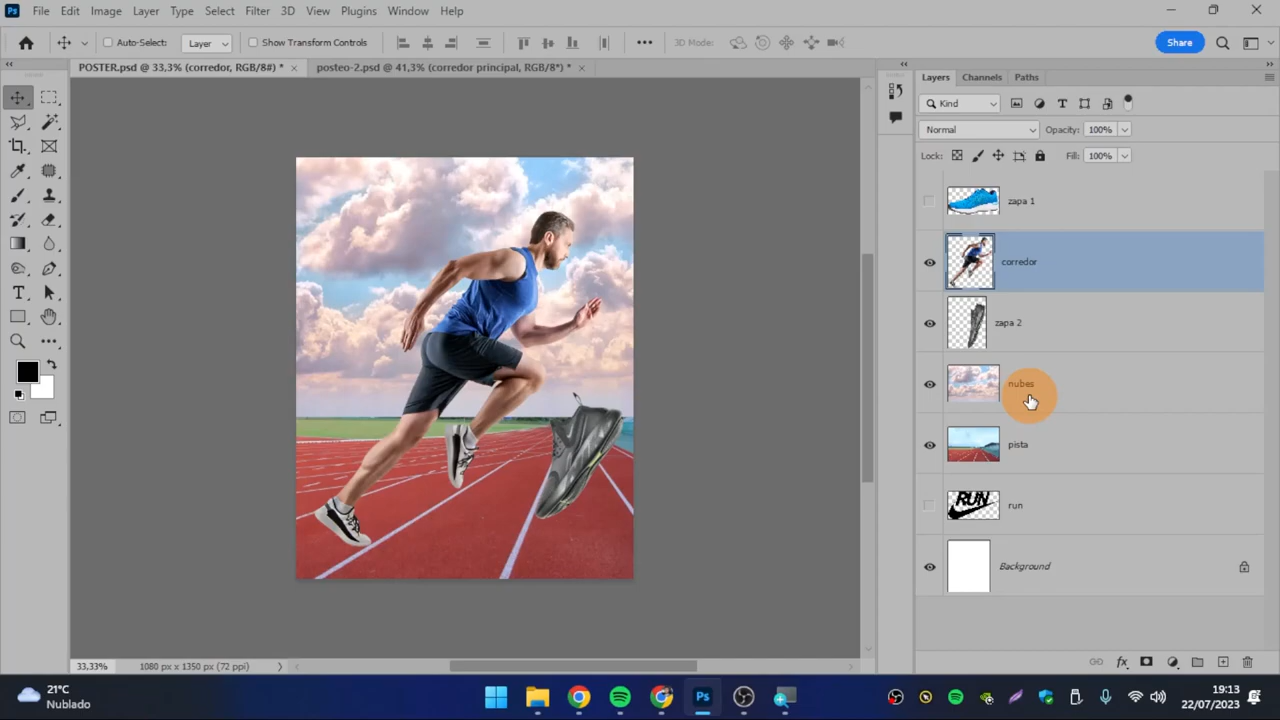 Ps File Edit Image Layer Type Select Filter 3D View Plugins Window Help
Auto-Select: Layer Show Transform Controls 3D Mode: Share
POSTER.psd @ 33,3% (corredor, RGB/8#) * posteo-2.psd @ 41,3% (corredor principal, RGB/8*) *
Layers Channels Paths
Kind
Normal Opacity: 100%
Lock: Fill: 100%
zapa 1
corredor
zapa 2
nubes
pista
RUN
run
Background
33,33% 1080 px x 1350 px (72 ppi)
21°C
Nublado
Ps
19:13
22/07/2023